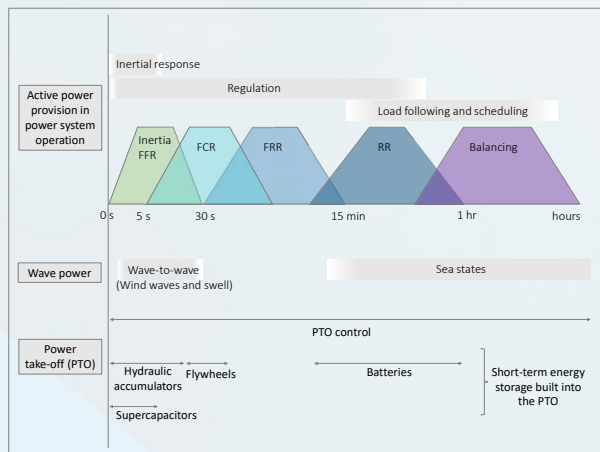 Inertial response
Regulation
Active power
provision in
power system
operation
Load following and scheduling
Inertia
FFR
FCR
FRR
RR
Balancing
0 s
5 s
30 s
15 min
1 hr
hours
Wave power
Wave-to-wave
(Wind waves and swell)
Sea states
PTO control
Power
take-off (PTO)
Hydraulic
accumulators
Flywheels
Batteries
Short-term energy
storage built into
the PTO
Supercapacitors